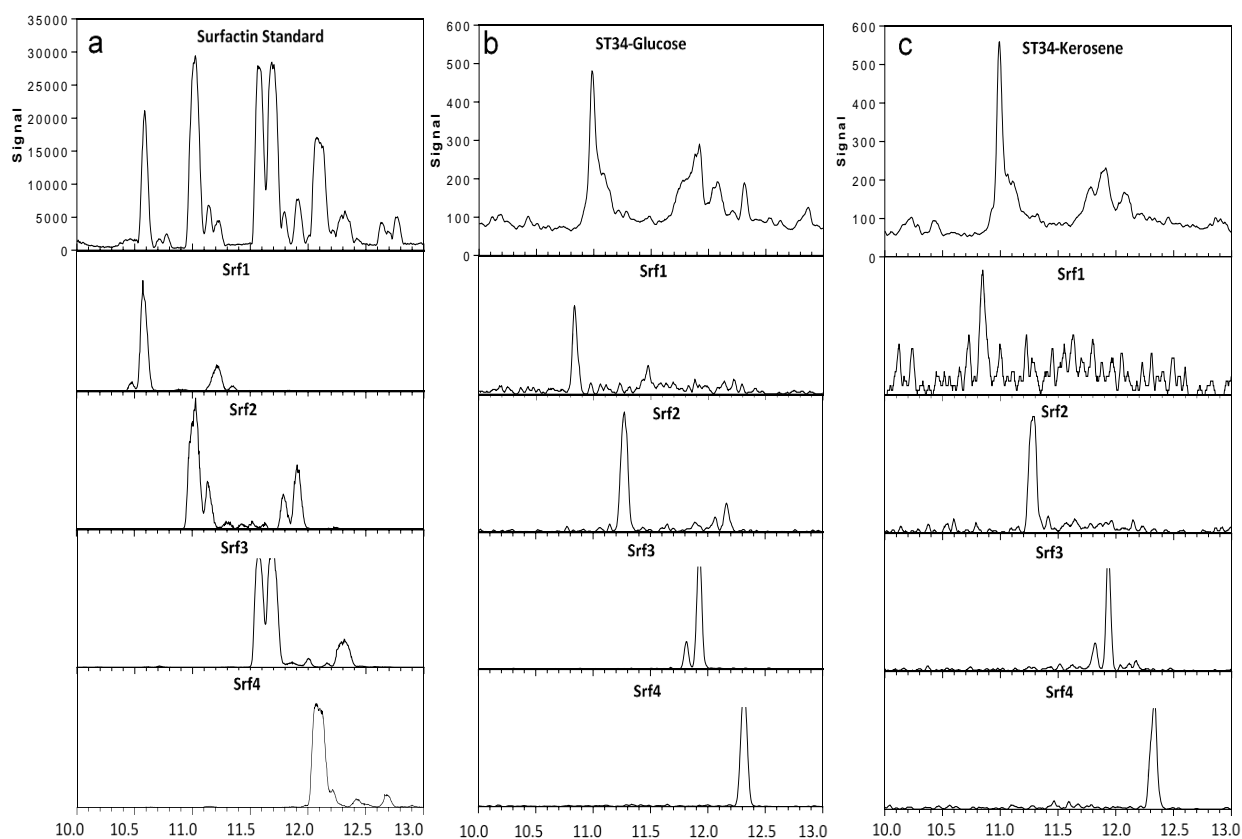 a
Surfactin Standard
Signal
35000
30000
25000
20000
15000
10000
5000
0
Srf1
Srf2
Srf3
Srf4
10.0 10.5 11.0 11.5 12.0 12.5 13.0
b
ST34-Glucose
Signal
600
500
400
300
200
100
0
Srf1
Srf2
Srf3
Srf4
10.0 10.5 11.0 11.5 12.0 12.5 13.0
c
ST34-Kerosene
Signal
600
500
400
300
200
100
0
Srf1
Srf2
Srf3
Srf4
10.0 10.5 11.0 11.5 12.0 12.5 13.0